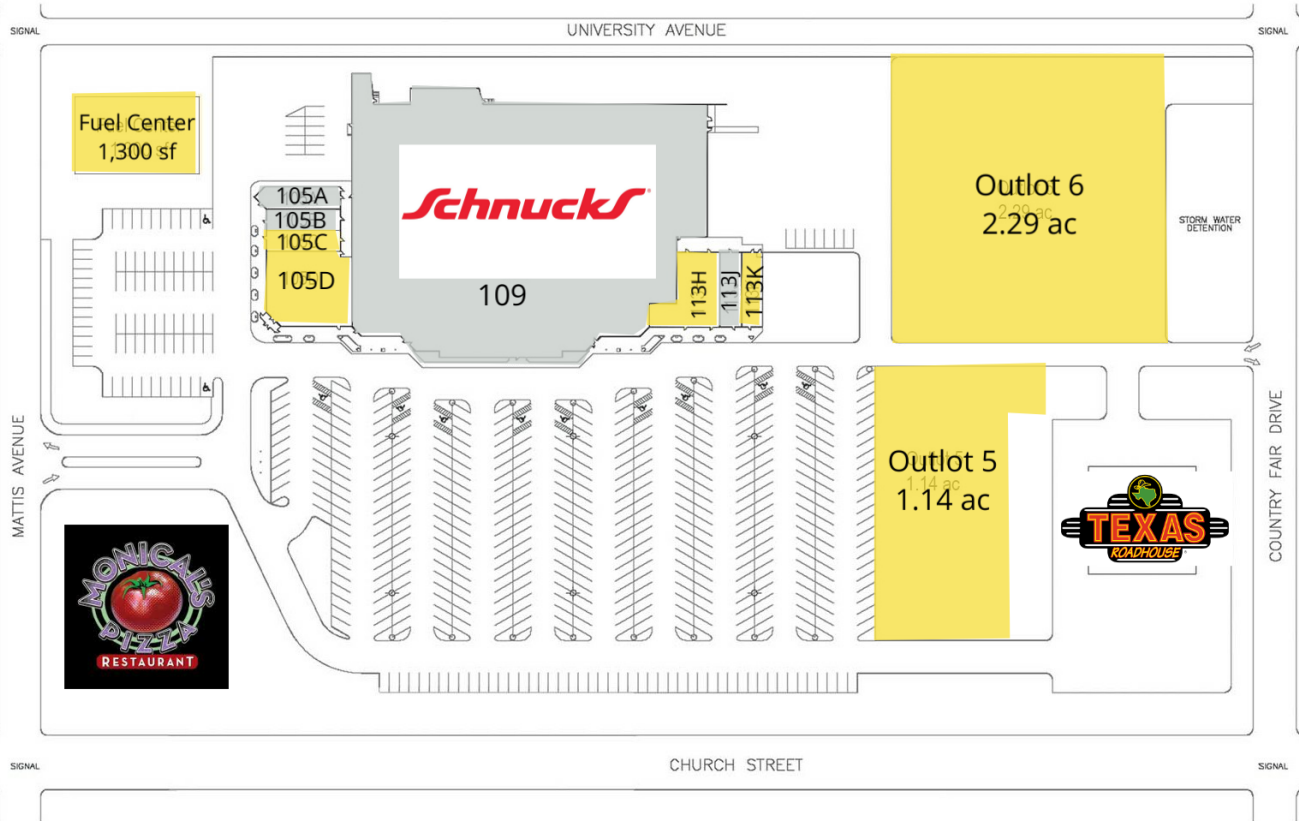 SIGNAL
UNIVERSITY AVENUE
SIGNAL
Fuel Center
1,300 sf
105A
105B
105C
105D
Schnucks
109
113H
113J
113K
Outlot 6
2.29 ac
2.29 ac
STORM WATER
DETENTION
MATTIS AVENUE
Outlot 5
1.14 ac
1.14 ac
TEXAS
ROADHOUSE
COUNTRY FAIR DRIVE
MONICAL'S
PIZZA
RESTAURANT
SIGNAL
CHURCH STREET
SIGNAL